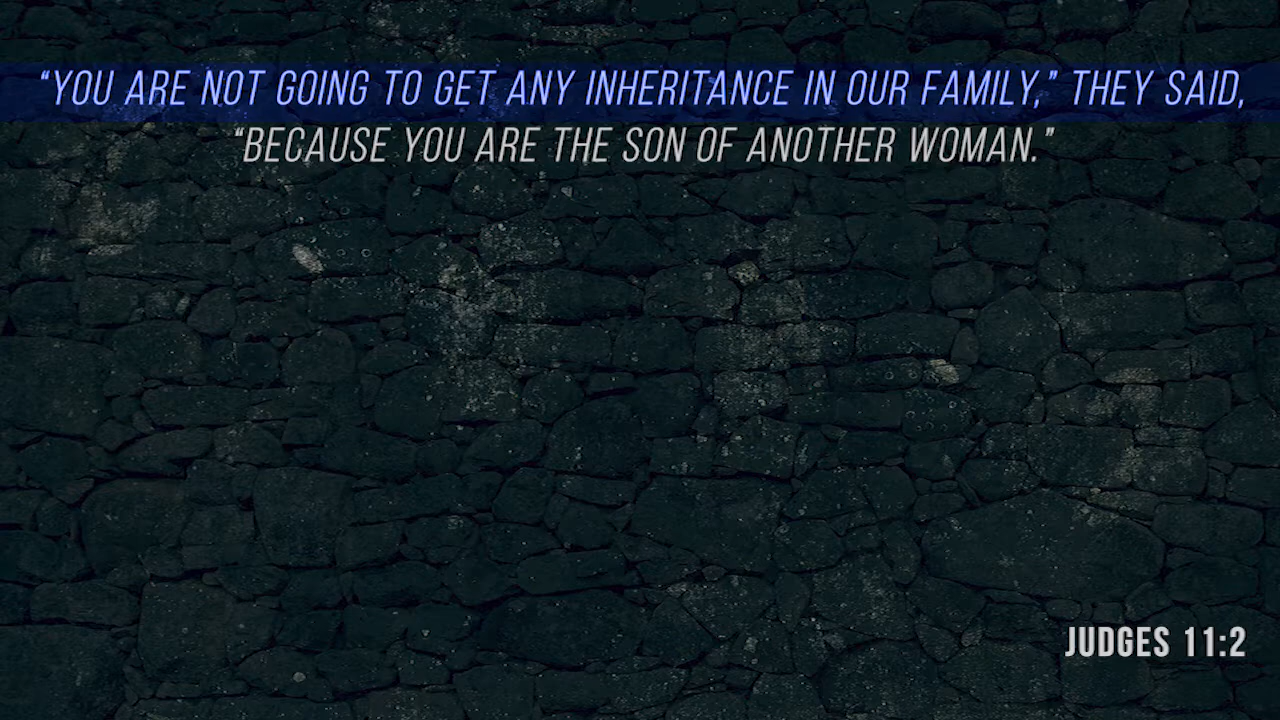 “YOU ARE NOT GOING TO GET ANY INHERITANCE IN OUR FAMILY,” THEY SAID,
“BECAUSE YOU ARE THE SON OF ANOTHER WOMAN.”
JUDGES 11:2